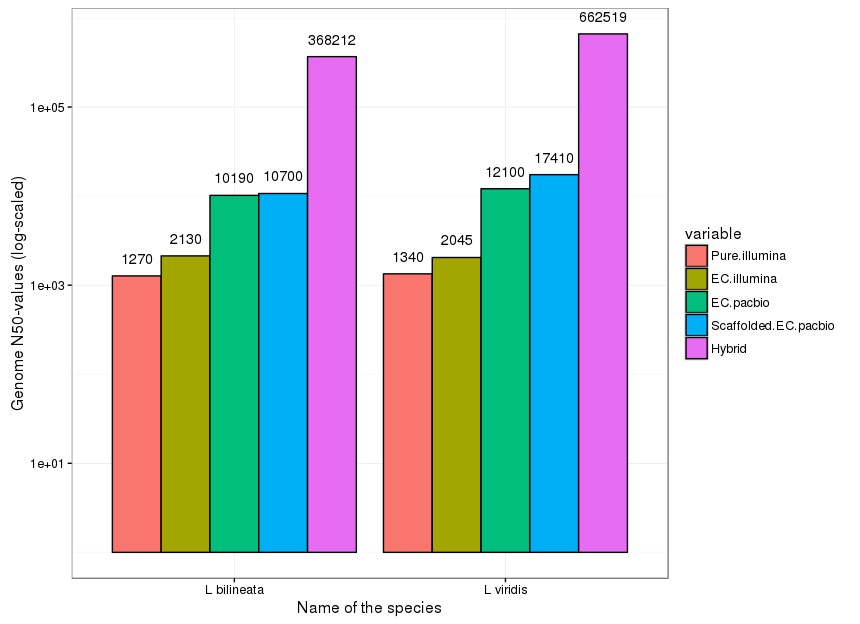 Genome N50-values (log-scaled)
1e+05
1e+03
1e+01
1270
2130
10190
10700
368212
1340
2045
12100
17410
662519
L bilineata
L viridis
Name of the species
variable
Pure.illumina
EC.illumina
EC.pacbio
Scaffolded.EC.pacbio
Hybrid